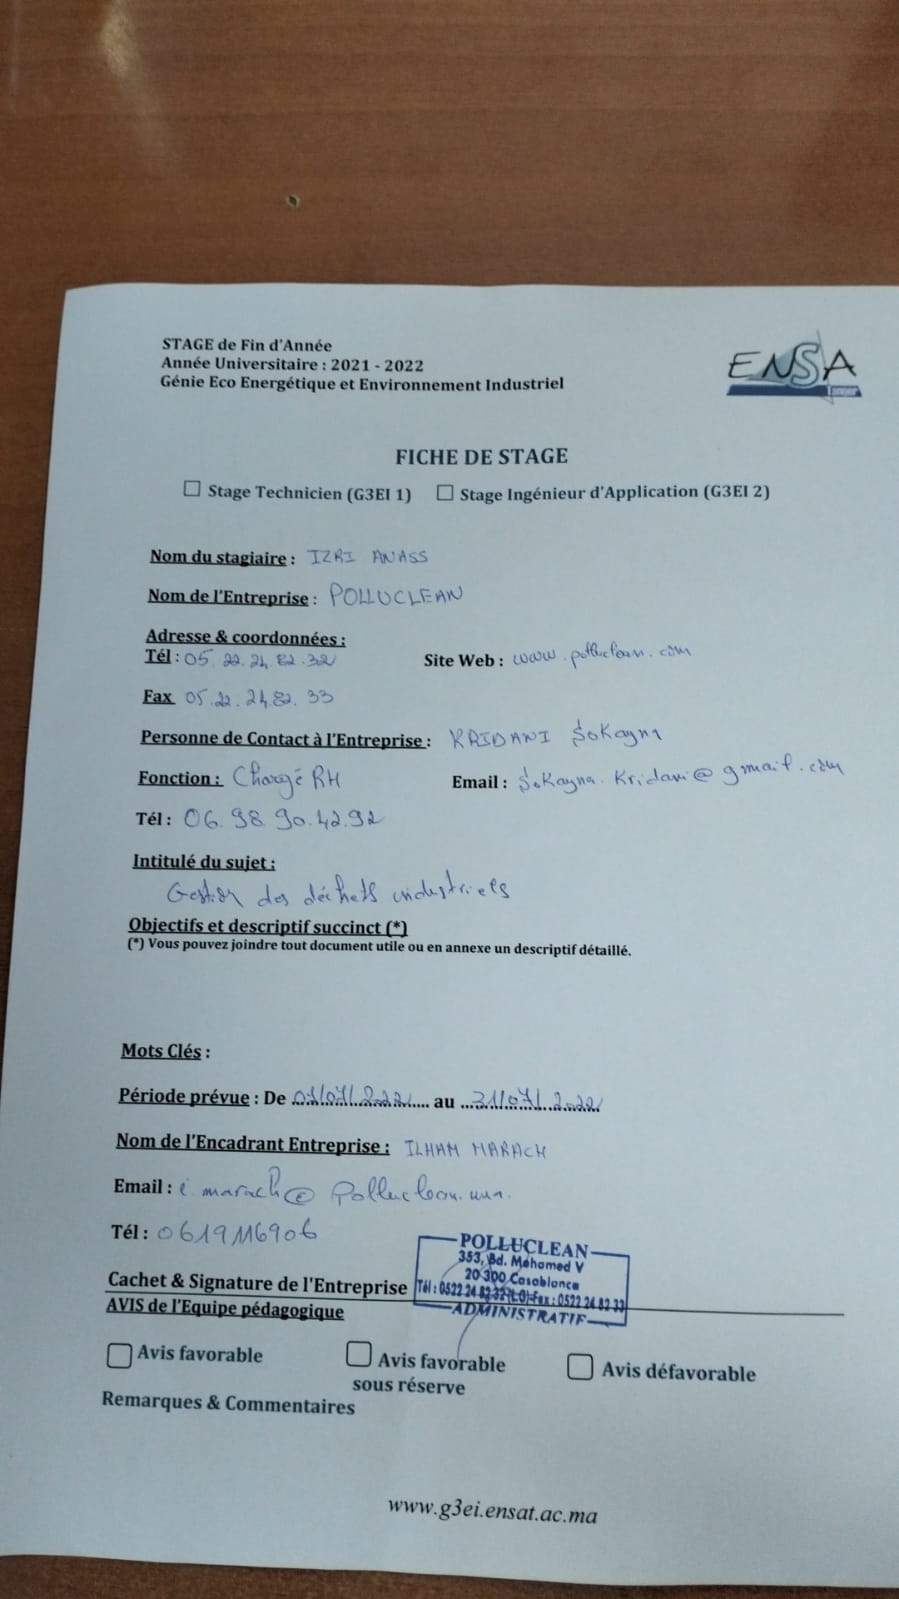 STAGE de Fin d'Année
Année Universitaire : 2021 - 2022
Génie Eco Energétique et Environnement Industriel
ENSA
Tanger
FICHE DE STAGE
☐ Stage Technicien (G3EI 1) ☐ Stage Ingénieur d'Application (G3EI 2)
Nom du stagiaire : IZRI ANASS
Nom de l'Entreprise : POLLUCLEAN
Adresse & coordonnées :
Tél : 05.22.24.82.32 Site Web : www.polluclean.com
Fax 05.22.24.82.33
Personne de Contact à l'Entreprise : KRIDANI Sokayna
Fonction : Chargé RH Email : Sokayna.Kridani@gmail.com
Tél : 06.98.90.42.92
Intitulé du sujet :
Gestion des déchets industriels
Objectifs et descriptif succinct (*)
(*) Vous pouvez joindre tout document utile ou en annexe un descriptif détaillé.
Mots Clés :
Période prévue : De 01/07/2022 au 31/07/2022
Nom de l'Encadrant Entreprise : ILHAM MARACH
Email : i.marach@Polluclean.ma.
Tél : 0619116906
POLLUCLEAN
353, Bd. Mohamed V
20 300 Casablanca
Tél : 0522 24 82 32 (L.G) Fax : 0522 24 82 33
ADMINISTRATIF
Cachet & Signature de l'Entreprise
AVIS de l'Equipe pédagogique
☐ Avis favorable ☐ Avis favorable sous réserve ☐ Avis défavorable
Remarques & Commentaires
www.g3ei.ensat.ac.ma